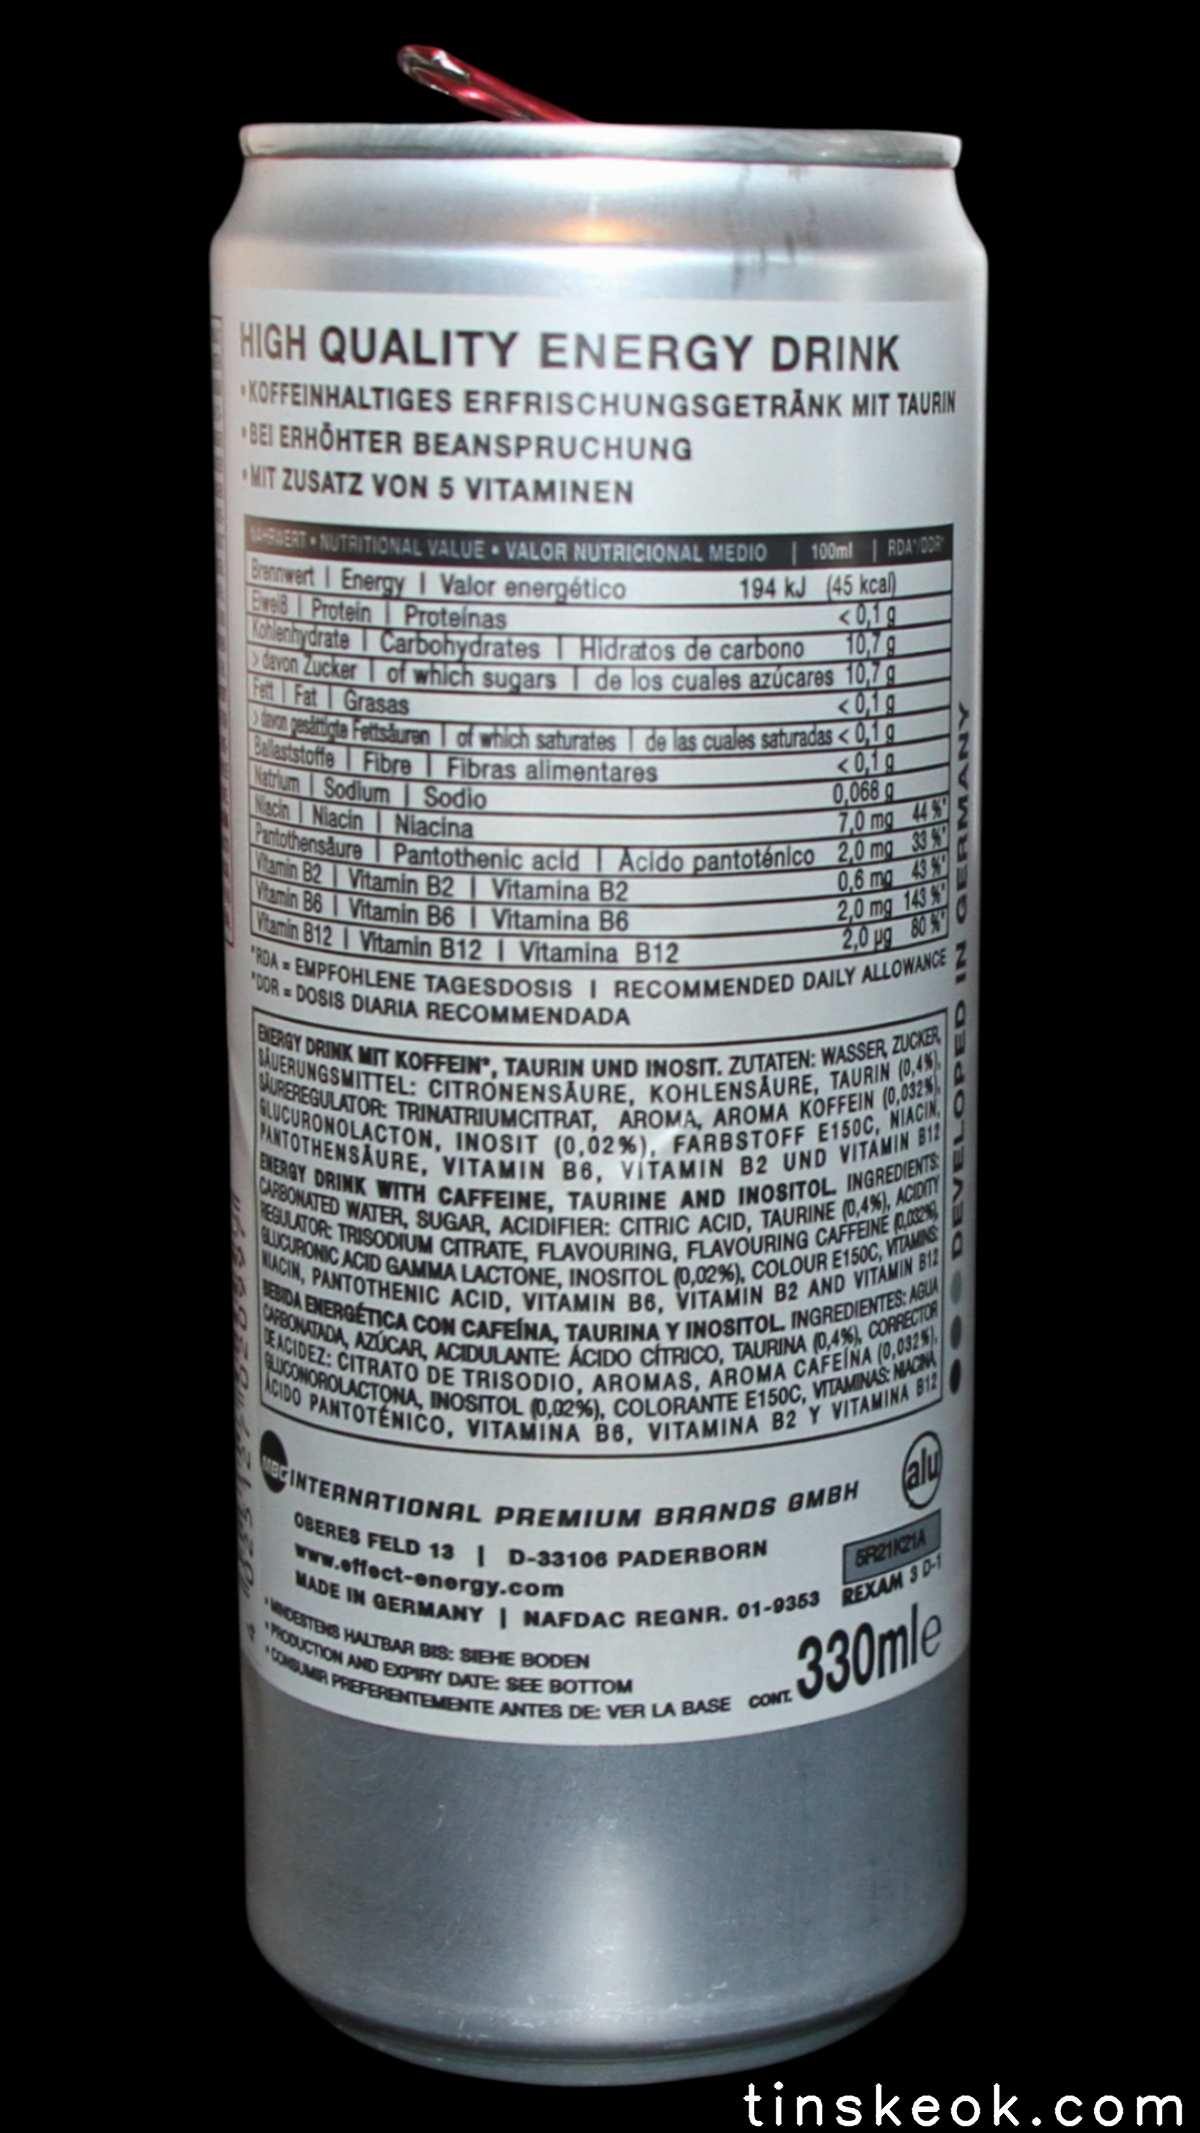 HIGH QUALITY ENERGY DRINK
• KOFFEINHALTIGES ERFRISCHUNGSGETRÄNK MIT TAURIN
• BEI ERHÖHTER BEANSPRUCHUNG
• MIT ZUSATZ VON 5 VITAMINEN
NÄHRWERT • NUTRITIONAL VALUE • VALOR NUTRICIONAL MEDIO | 100ml | RDA*/DDR*
Brennwert | Energy | Valor energético 194 kJ (45 kcal)
Eiweiß | Protein | Proteínas < 0,1 g
Kohlenhydrate | Carbohydrates | Hidratos de carbono 10,7 g
> davon Zucker | of which sugars | de los cuales azúcares 10,7 g
Fett | Fat | Grasas < 0,1 g
> davon gesättigte Fettsäuren | of which saturates | de las cuales saturadas < 0,1 g
Ballaststoffe | Fibre | Fibras alimentares < 0,1 g
Natrium | Sodium | Sodio 0,068 g
Niacin | Niacin | Niacina 7,0 mg 44 %*
Pantothensäure | Pantothenic acid | Ácido pantoténico 2,0 mg 33 %*
Vitamin B2 | Vitamin B2 | Vitamina B2 0,6 mg 43 %*
Vitamin B6 | Vitamin B6 | Vitamina B6 2,0 mg 143 %*
Vitamin B12 | Vitamin B12 | Vitamina B12 2,0 µg 80 %*
*RDA = EMPFOHLENE TAGESDOSIS | RECOMMENDED DAILY ALLOWANCE
*DDR = DOSIS DIARIA RECOMMENDADA
ENERGY DRINK MIT KOFFEIN*, TAURIN UND INOSIT. ZUTATEN: WASSER, ZUCKER,
SÄUERUNGSMITTEL: CITRONENSÄURE, KOHLENSÄURE, TAURIN (0,4%),
SÄUREREGULATOR: TRINATRIUMCITRAT, AROMA, AROMA KOFFEIN (0,032%),
GLUCURONOLACTON, INOSIT (0,02%), FARBSTOFF E150C, NIACIN,
PANTOTHENSÄURE, VITAMIN B6, VITAMIN B2 UND VITAMIN B12
ENERGY DRINK WITH CAFFEINE, TAURINE AND INOSITOL. INGREDIENTS:
CARBONATED WATER, SUGAR, ACIDIFIER: CITRIC ACID, TAURINE (0,4%), ACIDITY
REGULATOR: TRISODIUM CITRATE, FLAVOURING, FLAVOURING CAFFEINE (0,032%),
GLUCURONIC ACID GAMMA LACTONE, INOSITOL (0,02%), COLOUR E150C, VITAMINS:
NIACIN, PANTOTHENIC ACID, VITAMIN B6, VITAMIN B2 AND VITAMIN B12
BEBIDA ENERGÉTICA CON CAFEÍNA, TAURINA Y INOSITOL. INGREDIENTES: AGUA
CARBONATADA, AZÚCAR, ACIDULANTE: ÁCIDO CÍTRICO, TAURINA (0,4%), CORRECTOR
DE ACIDEZ: CITRATO DE TRISODIO, AROMAS, AROMA CAFEÍNA (0,032%),
GLUCONOROLACTONA, INOSITOL (0,02%), COLORANTE E150C, VITAMINAS: NIACINA,
ÁCIDO PANTOTÉNICO, VITAMINA B6, VITAMINA B2 Y VITAMINA B12
DEVELOPED IN GERMANY
MBG INTERNATIONAL PREMIUM BRANDS GMBH
alu
OBERES FELD 13 | D-33106 PADERBORN
www.effect-energy.com
5R21K21A
MADE IN GERMANY | NAFDAC REGNR. 01-9353
REXAM 3 D-1
• MINDESTENS HALTBAR BIS: SIEHE BODEN
• PRODUCTION AND EXPIRY DATE: SEE BOTTOM
• CONSUMIR PREFERENTEMENTE ANTES DE: VER LA BASE
CONT. 330ml e
tinskeok.com